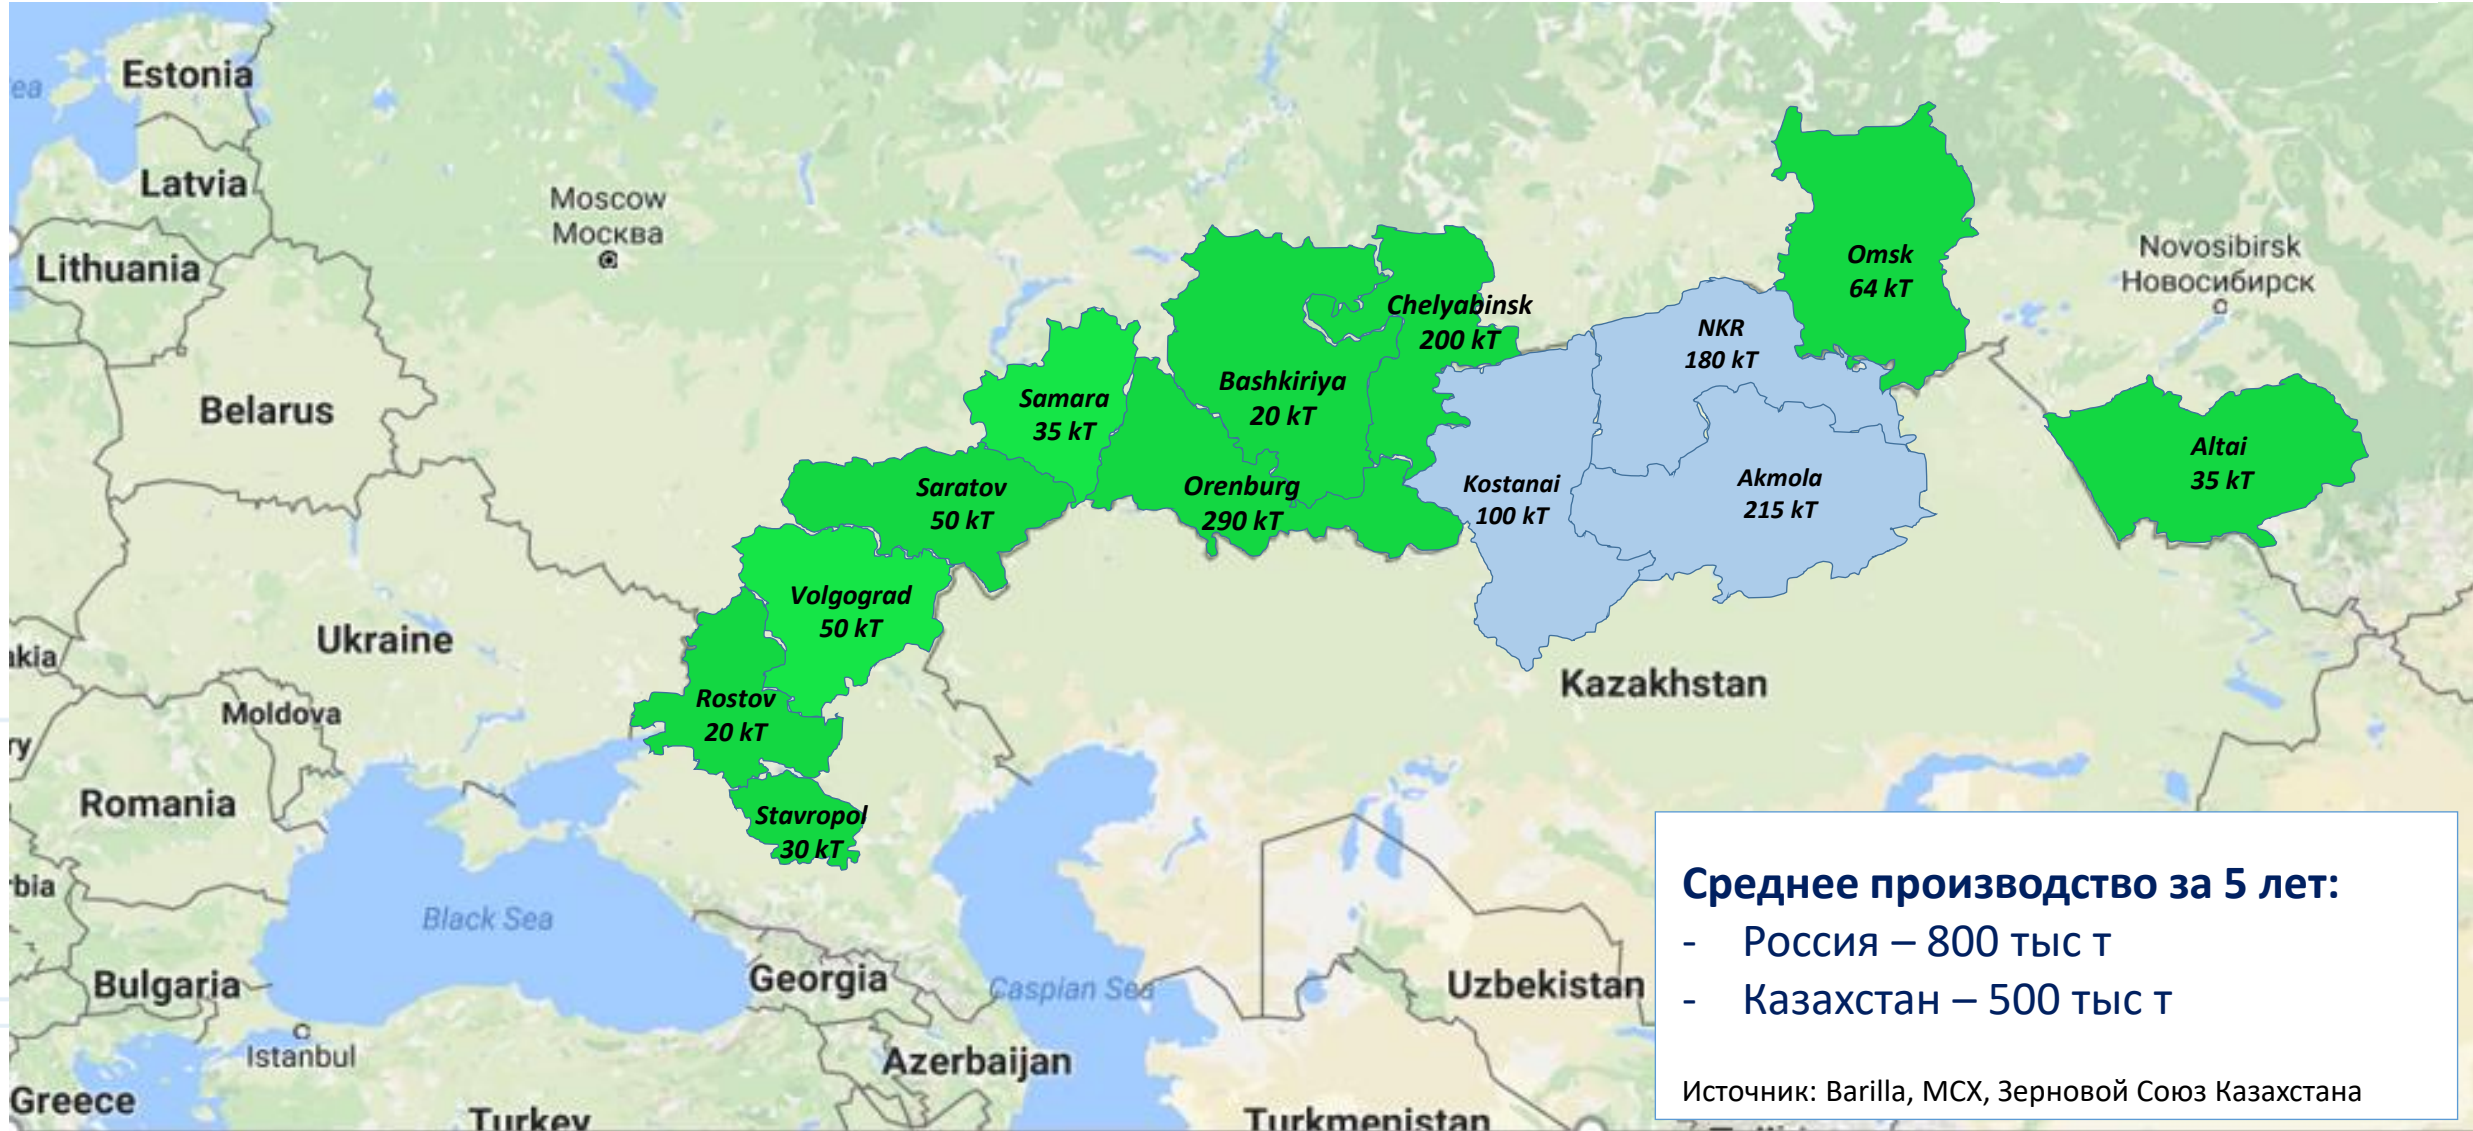 Estonia
ea
Latvia
Moscow
Москва
Lithuania
Novosibirsk
Новосибирск
Omsk
64 kT
Chelyabinsk
200 kT
NKR
180 kT
Belarus
Samara
35 kT
Bashkiriya
20 kT
Altai
35 kT
Saratov
50 kT
Orenburg
290 kT
Kostanai
100 kT
Akmola
215 kT
Volgograd
50 kT
Ukraine
akia
Kazakhstan
Moldova
Rostov
20 kT
ry
Romania
Stavropol
30 kT
rbia
Black Sea
Bulgaria
Georgia
Caspian Sea
Uzbekistan
Istanbul
Azerbaijan
Greece
Turkey
Turkmenistan
Среднее производство за 5 лет:
- Россия – 800 тыс т
- Казахстан – 500 тыс т
Источник: Barilla, МСХ, Зерновой Союз Казахстана